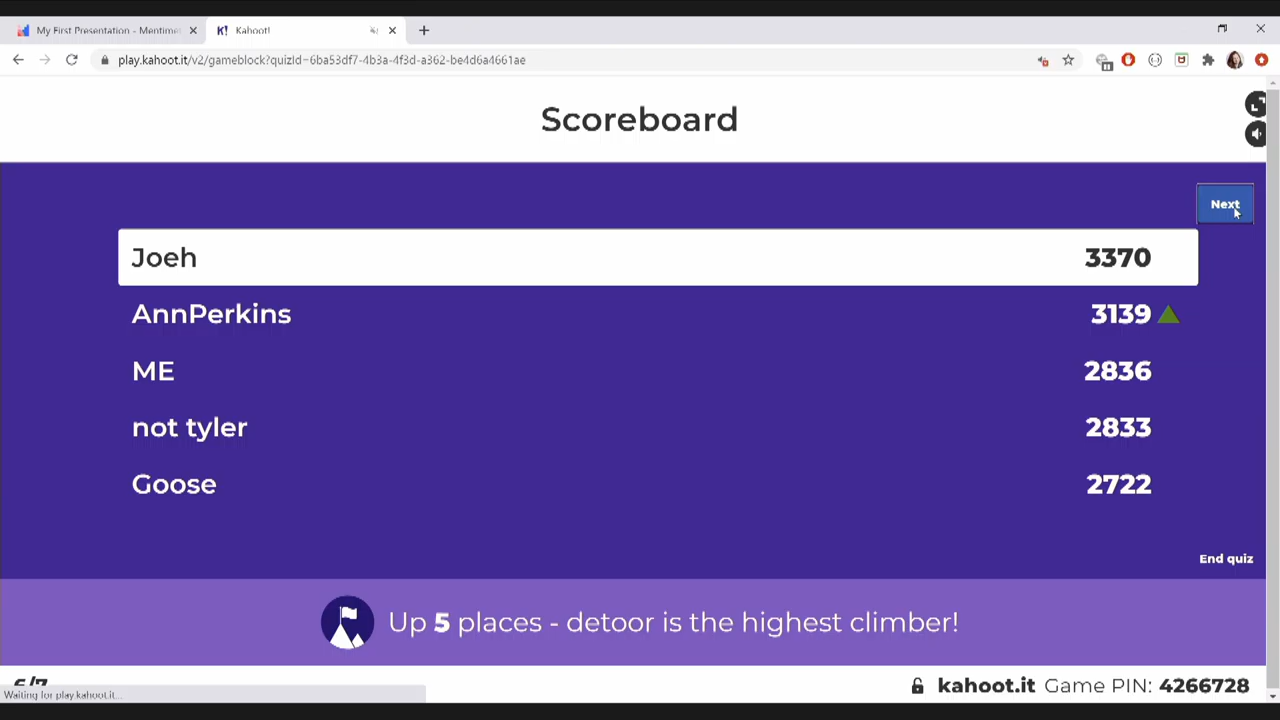 My First Presentation - Mentime
K! Kahoot!
play.kahoot.it/v2/gameblock?quizId=6ba53df7-4b3a-4f3d-a362-be4d6a4661ae
Scoreboard
Next
Joeh 3370
AnnPerkins 3139
ME 2836
not tyler 2833
Goose 2722
End quiz
Up 5 places - detoor is the highest climber!
6/7
Waiting for play.kahoot.it...
kahoot.it Game PIN: 4266728